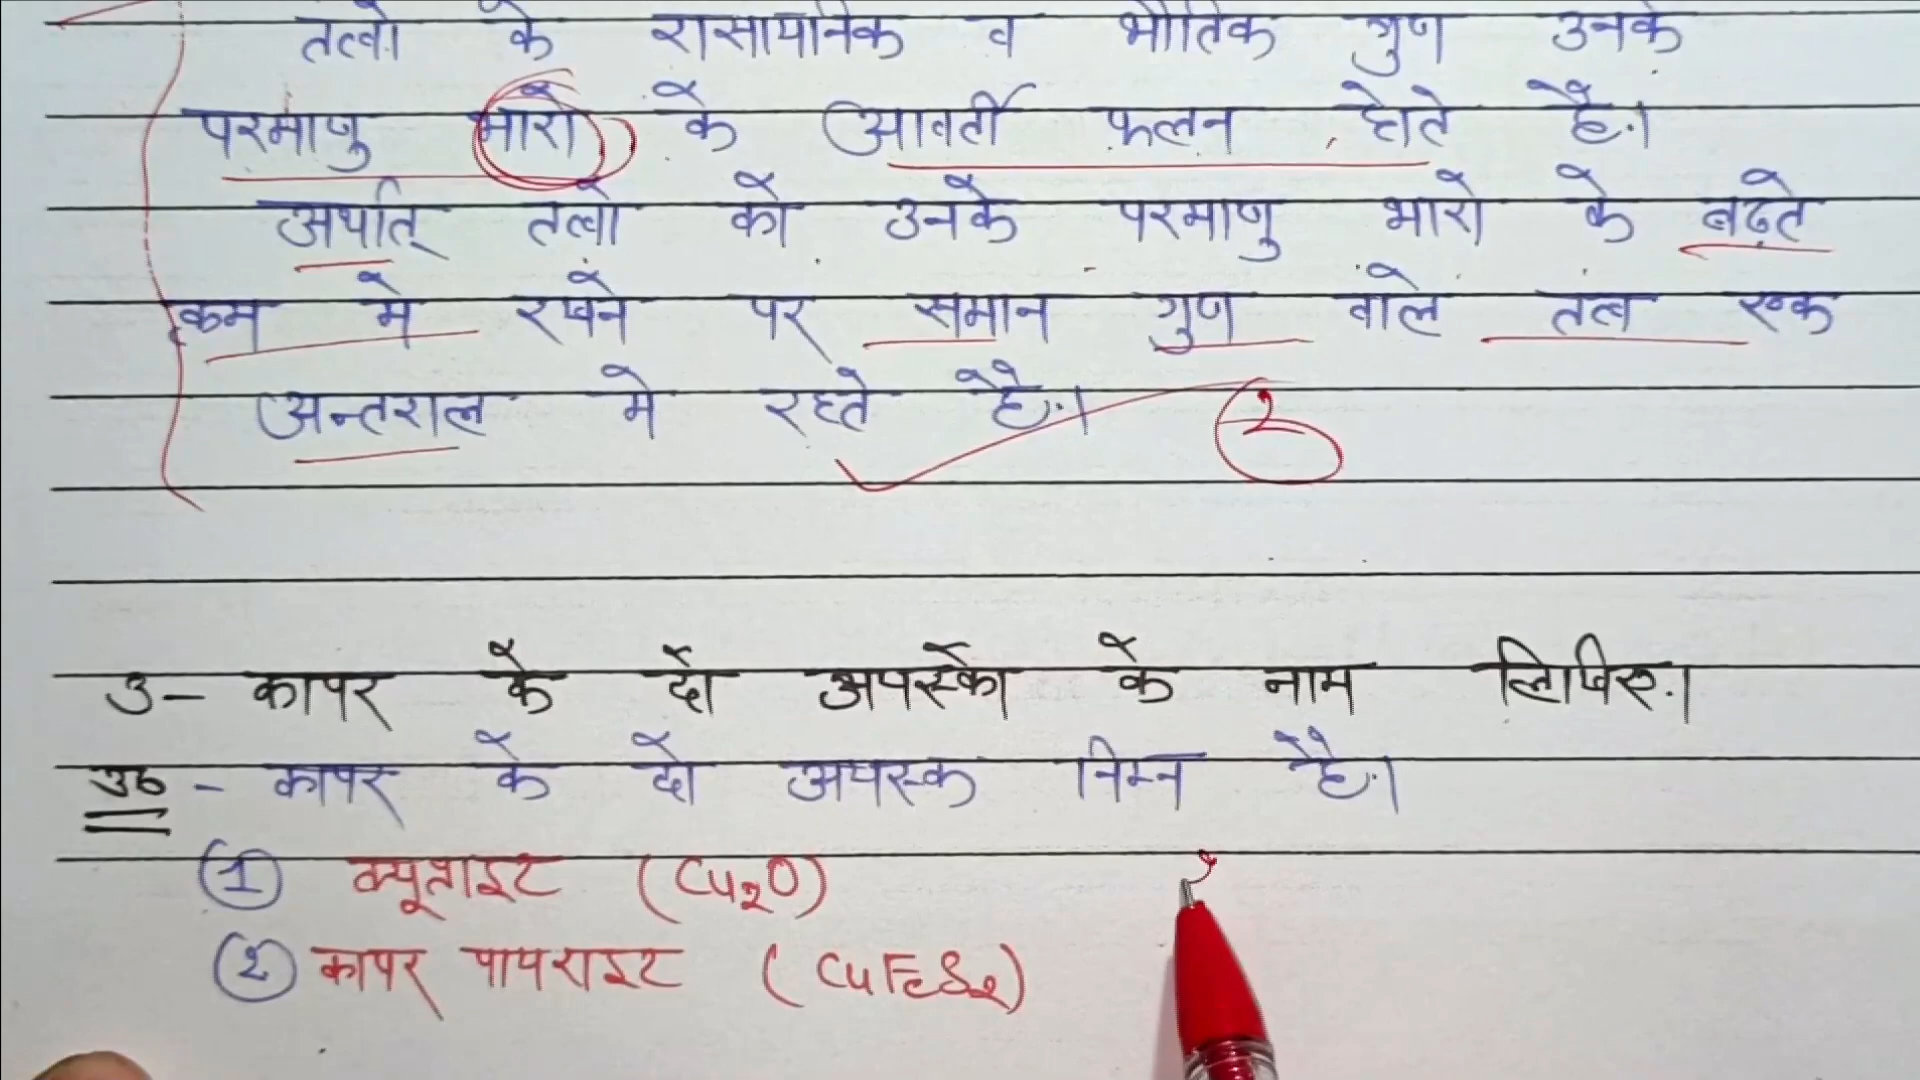 तत्वो के रासायनिक व भौतिक गुण उनके
परमाणु भारो के आवर्ती फलन होते है।
अर्थात् तत्वो को उनके परमाणु भारो के बढ़ते
क्रम मे रखने पर समान गुण वाले तत्व एक
अन्तराल मे रहते है। 2
3- कापर के दो अयस्को के नाम लिखिए।
उ० - कापर के दो अयस्क निम्न है।
① क्यूप्राइट (Cu2O)
② कापर पायराइट (CuFeS2)